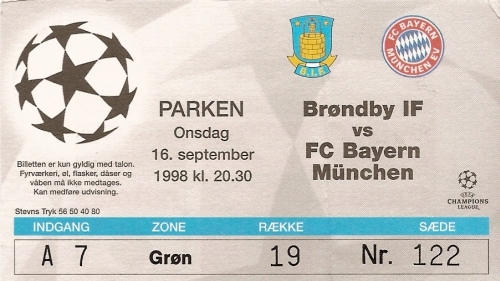 B.I.F.
FC BAYERN
MÜNCHEN EV
PARKEN
Onsdag
16. september
1998 kl. 20.30
Brøndby IF
vs
FC Bayern
München
Billetten er kun gyldig med talon.
Fyrværkeri, øl, flasker, dåser og
våben må ikke medtages.
Kan medføre udvisning.
UEFA
CHAMPIONS
LEAGUE
Stevns Tryk 56 50 40 80
INDGANG ZONE RÆKKE SÆDE
A 7 Grøn 19 Nr. 122